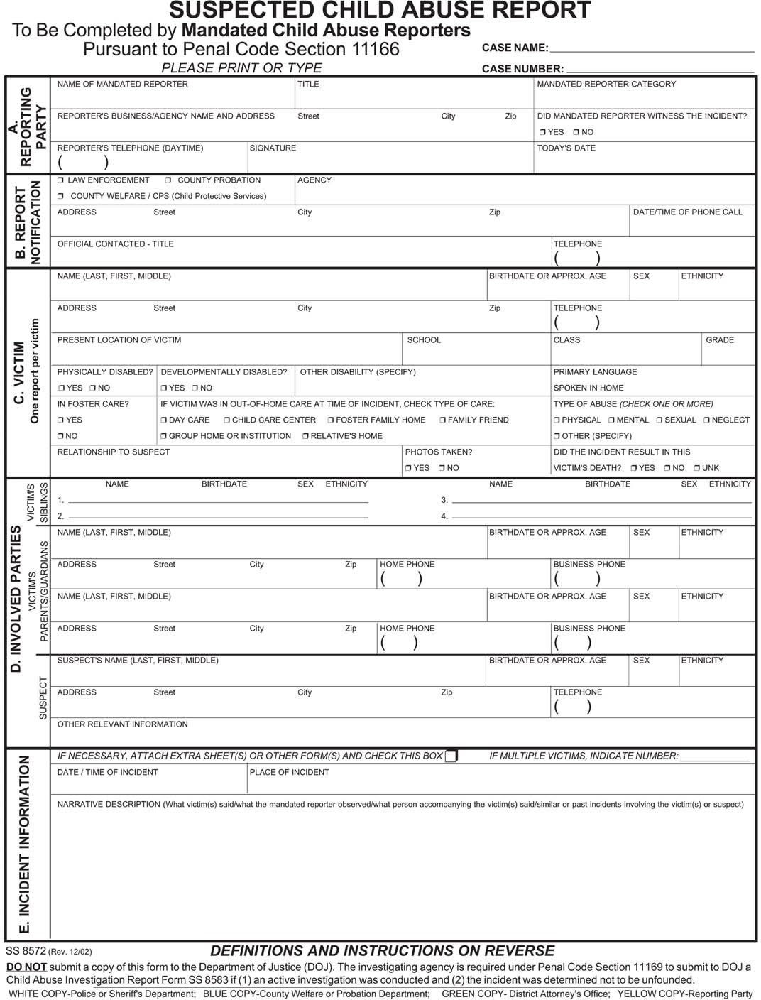 SUSPECTED CHILD ABUSE REPORT
To Be Completed by Mandated Child Abuse Reporters
Pursuant to Penal Code Section 11166
CASE NAME:
PLEASE PRINT OR TYPE
CASE NUMBER:
A. REPORTING PARTY
NAME OF MANDATED REPORTER TITLE MANDATED REPORTER CATEGORY
REPORTER'S BUSINESS/AGENCY NAME AND ADDRESS Street City Zip DID MANDATED REPORTER WITNESS THE INCIDENT?
❒ YES ❒ NO
REPORTER'S TELEPHONE (DAYTIME) SIGNATURE TODAY'S DATE
( )
B. REPORT NOTIFICATION
❒ LAW ENFORCEMENT ❒ COUNTY PROBATION AGENCY
❒ COUNTY WELFARE / CPS (Child Protective Services)
ADDRESS Street City Zip DATE/TIME OF PHONE CALL
OFFICIAL CONTACTED - TITLE TELEPHONE
( )
C. VICTIM
One report per victim
NAME (LAST, FIRST, MIDDLE) BIRTHDATE OR APPROX. AGE SEX ETHNICITY
ADDRESS Street City Zip TELEPHONE
( )
PRESENT LOCATION OF VICTIM SCHOOL CLASS GRADE
PHYSICALLY DISABLED? DEVELOPMENTALLY DISABLED? OTHER DISABILITY (SPECIFY) PRIMARY LANGUAGE
❒ YES ❒ NO ❒ YES ❒ NO SPOKEN IN HOME
IN FOSTER CARE? IF VICTIM WAS IN OUT-OF-HOME CARE AT TIME OF INCIDENT, CHECK TYPE OF CARE: TYPE OF ABUSE (CHECK ONE OR MORE)
❒ YES ❒ DAY CARE ❒ CHILD CARE CENTER ❒ FOSTER FAMILY HOME ❒ FAMILY FRIEND ❒ PHYSICAL ❒ MENTAL ❒ SEXUAL ❒ NEGLECT
❒ NO ❒ GROUP HOME OR INSTITUTION ❒ RELATIVE'S HOME ❒ OTHER (SPECIFY)
RELATIONSHIP TO SUSPECT PHOTOS TAKEN? DID THE INCIDENT RESULT IN THIS
❒ YES ❒ NO VICTIM'S DEATH? ❒ YES ❒ NO ❒ UNK
D. INVOLVED PARTIES
VICTIM'S SIBLINGS
NAME BIRTHDATE SEX ETHNICITY NAME BIRTHDATE SEX ETHNICITY
1. 3.
2. 4.
VICTIM'S PARENTS/GUARDIANS
NAME (LAST, FIRST, MIDDLE) BIRTHDATE OR APPROX. AGE SEX ETHNICITY
ADDRESS Street City Zip HOME PHONE BUSINESS PHONE
( ) ( )
NAME (LAST, FIRST, MIDDLE) BIRTHDATE OR APPROX. AGE SEX ETHNICITY
ADDRESS Street City Zip HOME PHONE BUSINESS PHONE
( ) ( )
SUSPECT
SUSPECT'S NAME (LAST, FIRST, MIDDLE) BIRTHDATE OR APPROX. AGE SEX ETHNICITY
ADDRESS Street City Zip TELEPHONE
( )
OTHER RELEVANT INFORMATION
E. INCIDENT INFORMATION
IF NECESSARY, ATTACH EXTRA SHEET(S) OR OTHER FORM(S) AND CHECK THIS BOX ❒ IF MULTIPLE VICTIMS, INDICATE NUMBER:
DATE / TIME OF INCIDENT PLACE OF INCIDENT
NARRATIVE DESCRIPTION (What victim(s) said/what the mandated reporter observed/what person accompanying the victim(s) said/similar or past incidents involving the victim(s) or suspect)
SS 8572 (Rev. 12/02) DEFINITIONS AND INSTRUCTIONS ON REVERSE
DO NOT submit a copy of this form to the Department of Justice (DOJ). The investigating agency is required under Penal Code Section 11169 to submit to DOJ a
Child Abuse Investigation Report Form SS 8583 if (1) an active investigation was conducted and (2) the incident was determined not to be unfounded.
WHITE COPY-Police or Sheriff's Department; BLUE COPY-County Welfare or Probation Department; GREEN COPY- District Attorney's Office; YELLOW COPY-Reporting Party